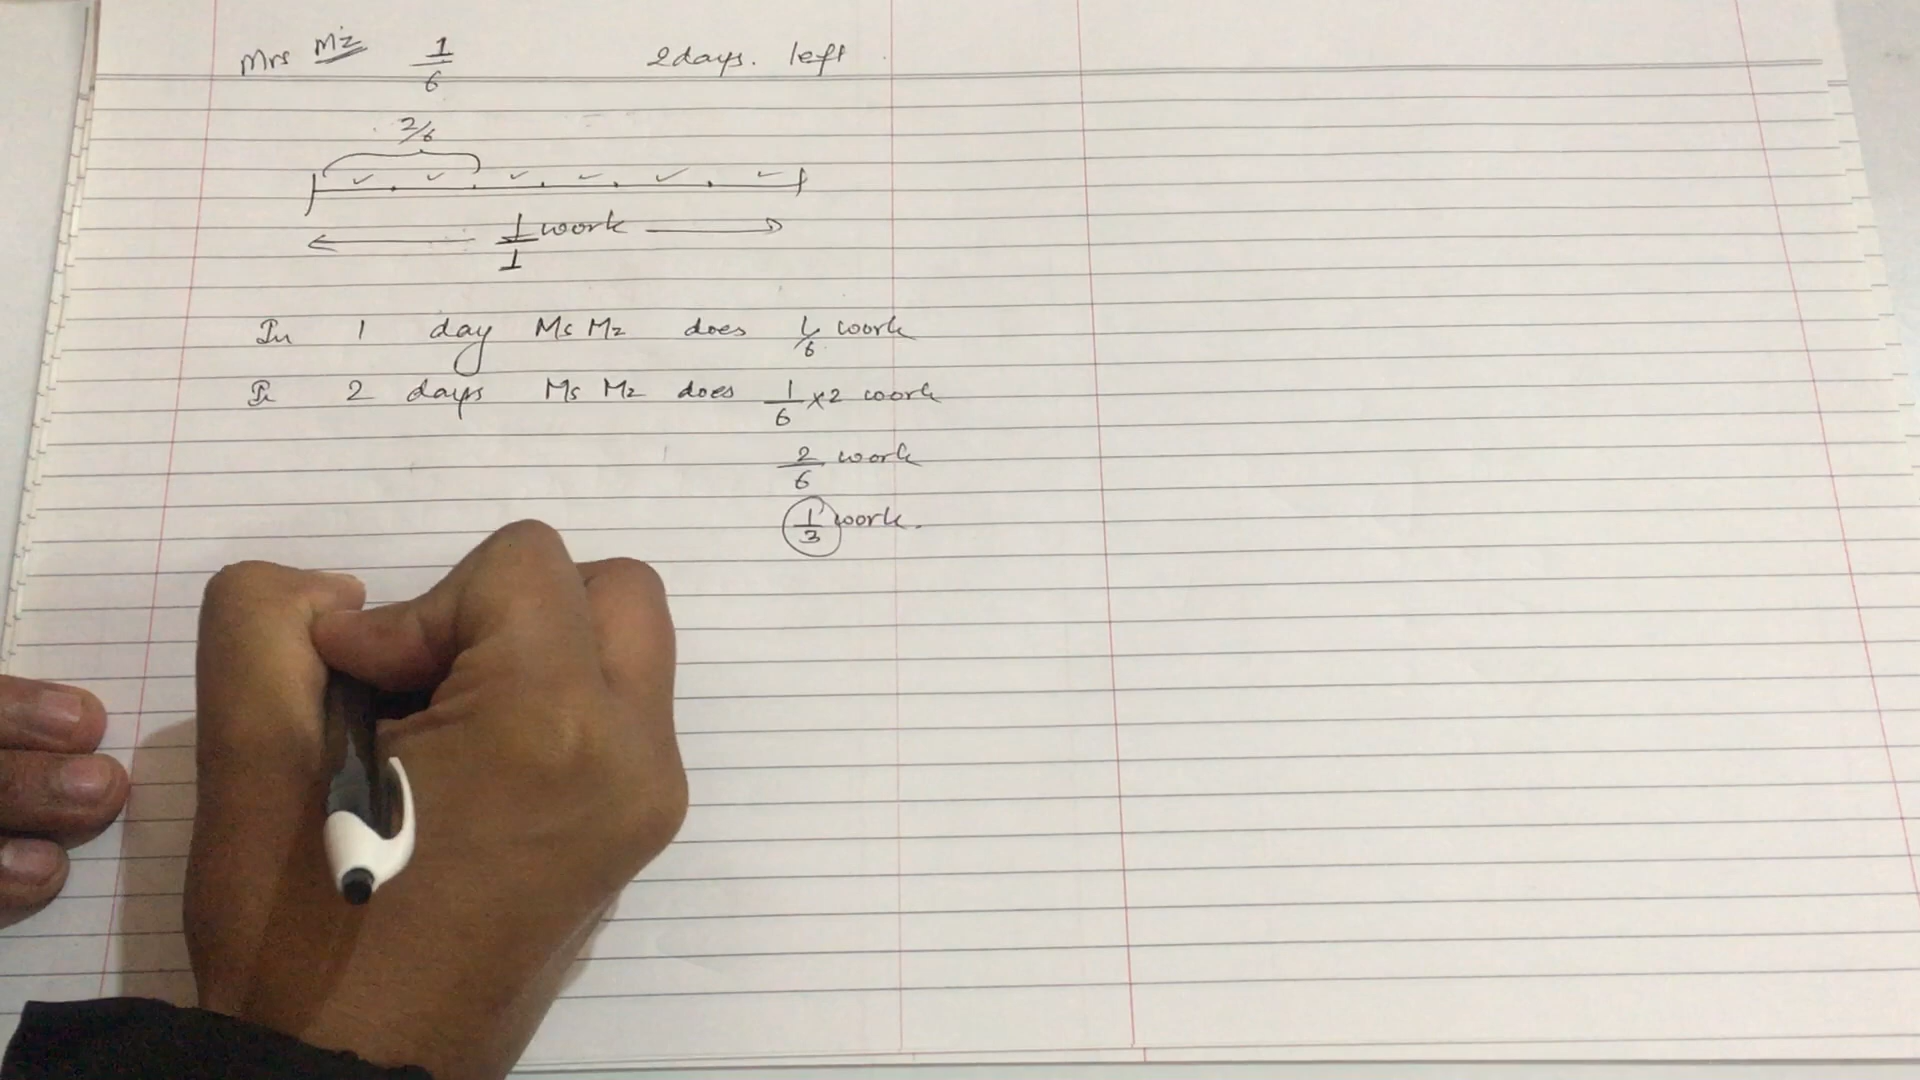 Mrs Mz 1/6 2days. left
2/6
1/1 work
In 1 day Ms Mz does 1/6 work
In 2 days Ms Mz does 1/6 x2 work
2/6 work
1/3 work.